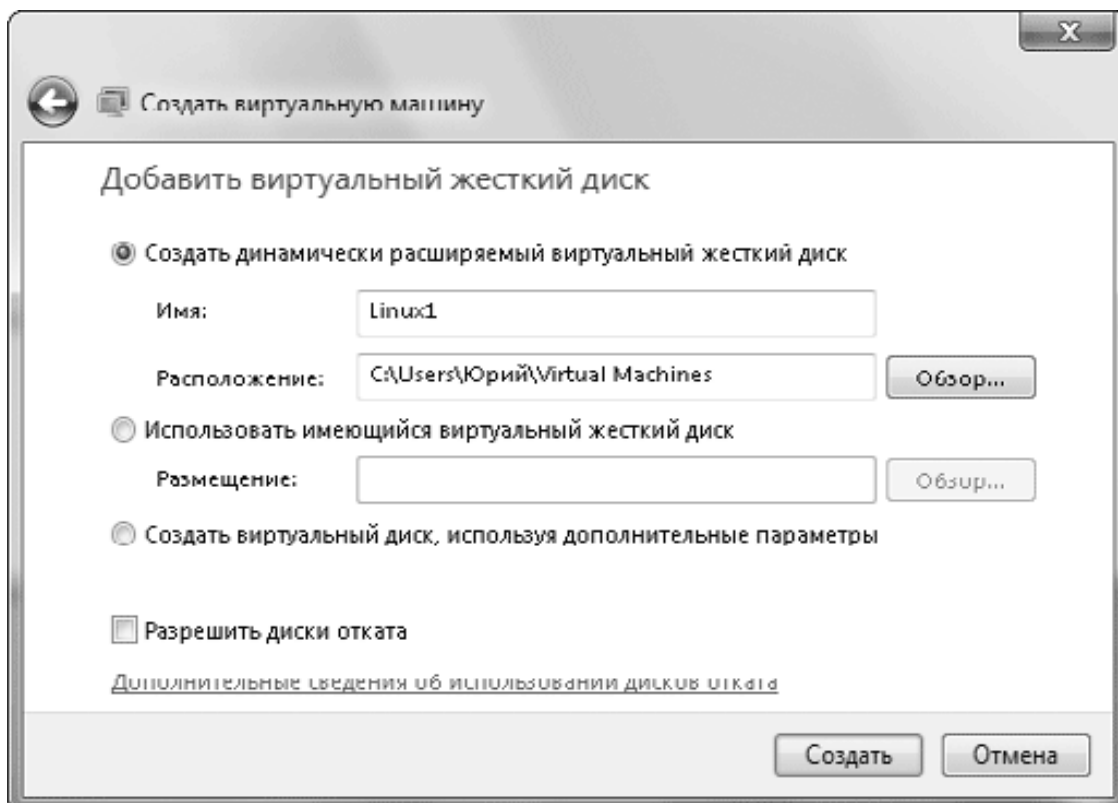 Создать виртуальную машину
Добавить виртуальный жесткий диск
Создать динамически расширяемый виртуальный жесткий диск
Имя: Linux1
Расположение: C:\Users\Юрий\Virtual Machines Обзор...
Использовать имеющийся виртуальный жесткий диск
Размещение: Обзор...
Создать виртуальный диск, используя дополнительные параметры
Разрешить диски отката
Дополнительные сведения об использовании дисков отката
Создать Отмена